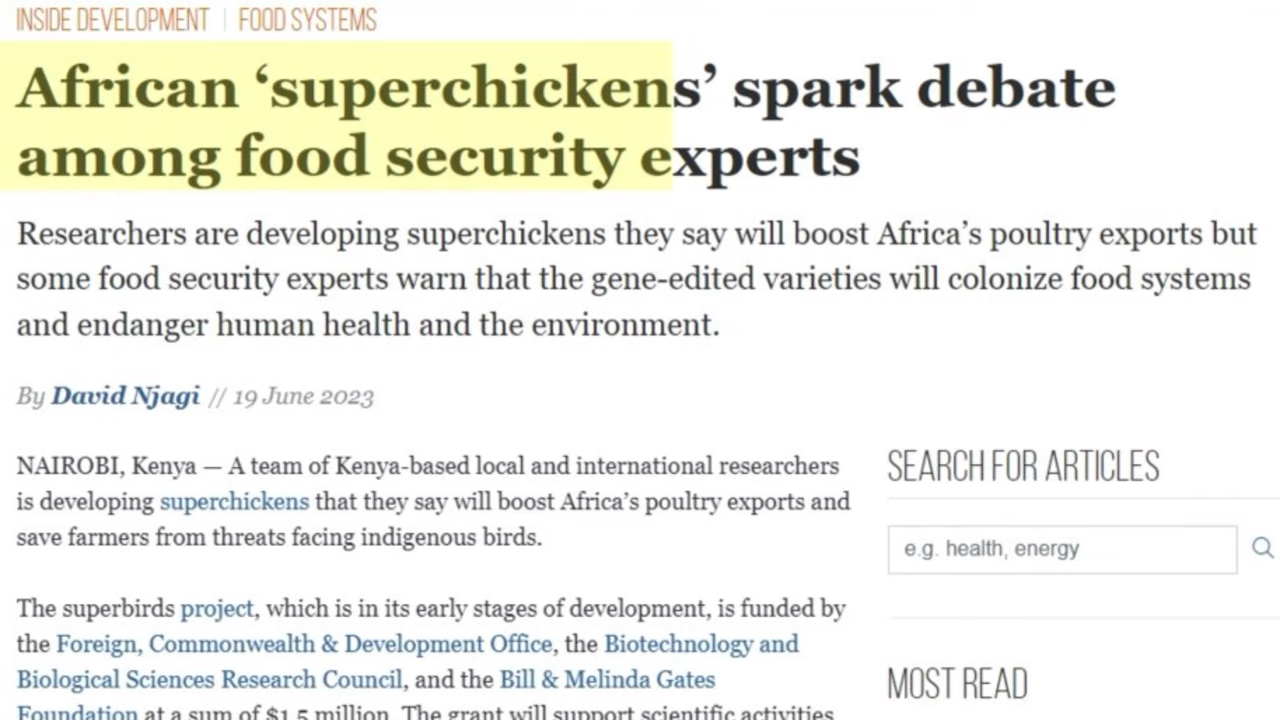 INSIDE DEVELOPMENT | FOOD SYSTEMS
African ‘superchickens’ spark debate
among food security experts
Researchers are developing superchickens they say will boost Africa’s poultry exports but
some food security experts warn that the gene-edited varieties will colonize food systems
and endanger human health and the environment.
By David Njagi // 19 June 2023
NAIROBI, Kenya — A team of Kenya-based local and international researchers
is developing superchickens that they say will boost Africa’s poultry exports and
save farmers from threats facing indigenous birds.
The superbirds project, which is in its early stages of development, is funded by
the Foreign, Commonwealth & Development Office, the Biotechnology and
Biological Sciences Research Council, and the Bill & Melinda Gates
Foundation at a sum of $1.5 million. The grant will support scientific activities
SEARCH FOR ARTICLES
e.g. health, energy
MOST READ